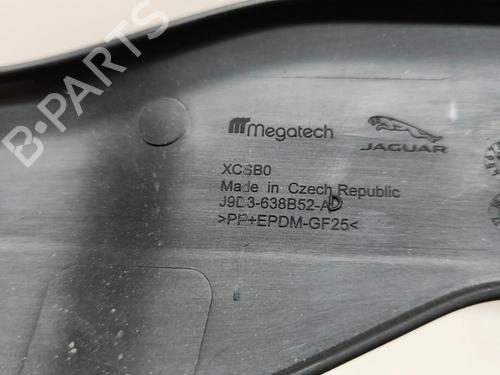 B-PARTS
megatech
JAGUAR
XCSB0
Made in Czech Republic
J9D3-638B52-AD
>PP+EPDM-GF25<